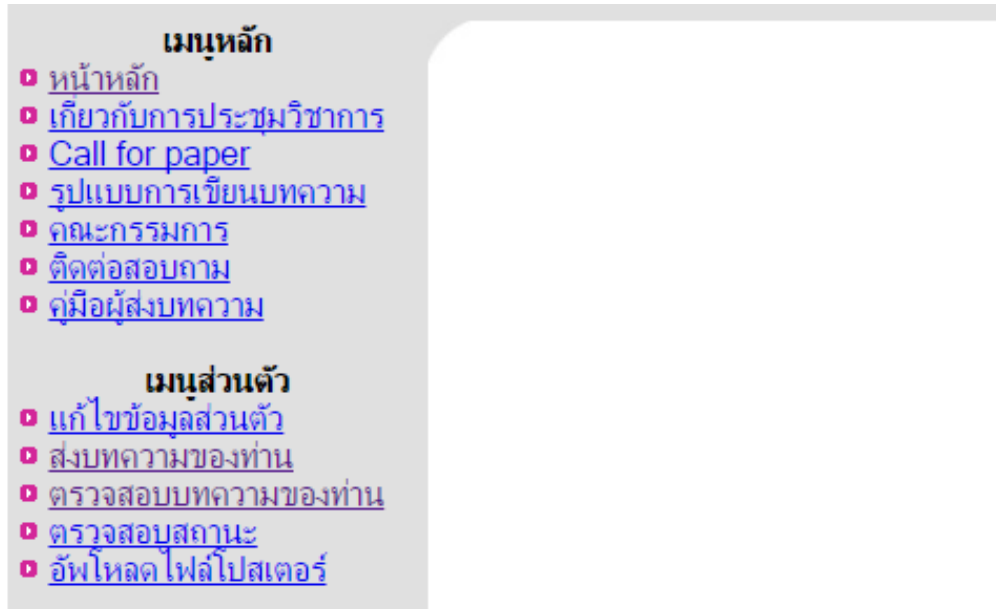 เมนูหลัก
หน้าหลัก
เกี่ยวกับการประชุมวิชาการ
Call for paper
รูปแบบการเขียนบทความ
คณะกรรมการ
ติดต่อสอบถาม
คู่มือผู้ส่งบทความ
เมนูส่วนตัว
แก้ไขข้อมูลส่วนตัว
ส่งบทความของท่าน
ตรวจสอบบทความของท่าน
ตรวจสอบสถานะ
อัพโหลดไฟล์โปสเตอร์